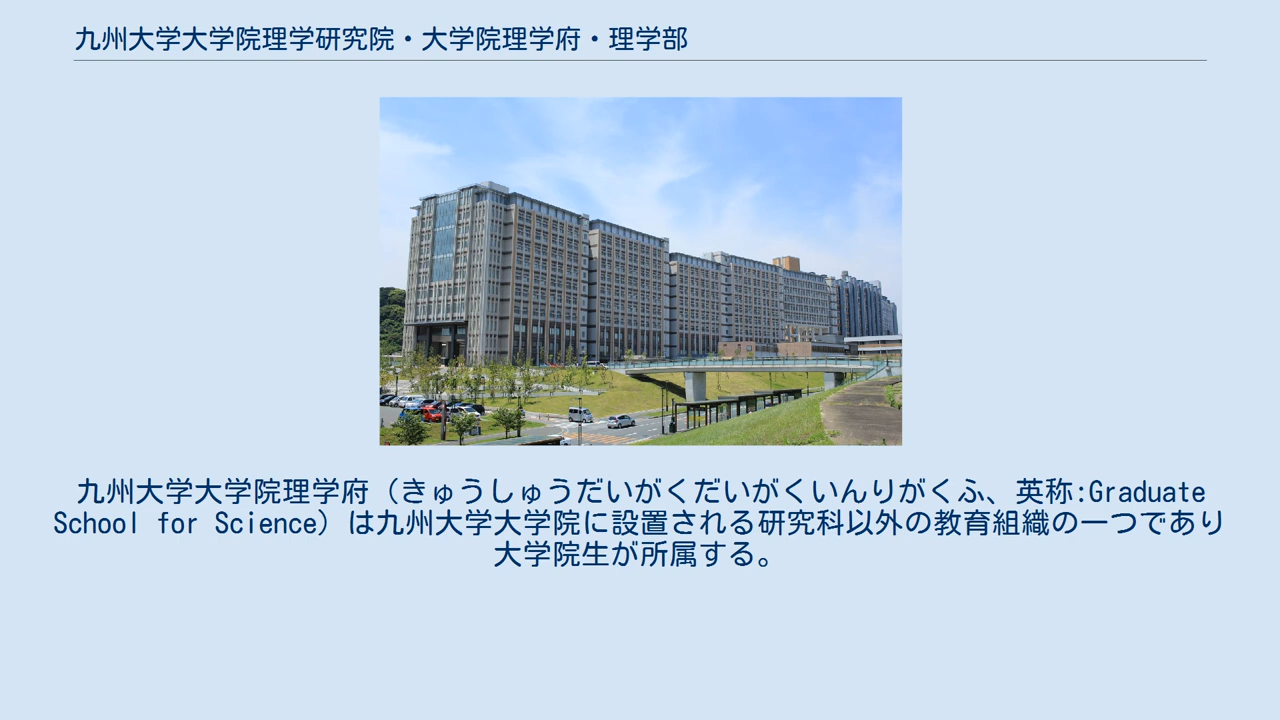 九州大学大学院理学研究院・大学院理学府・理学部
九州大学大学院理学府（きゅうしゅうだいがくだいがくいんりがくふ、英称:Graduate
School for Science）は九州大学大学院に設置される研究科以外の教育組織の一つであり
大学院生が所属する。